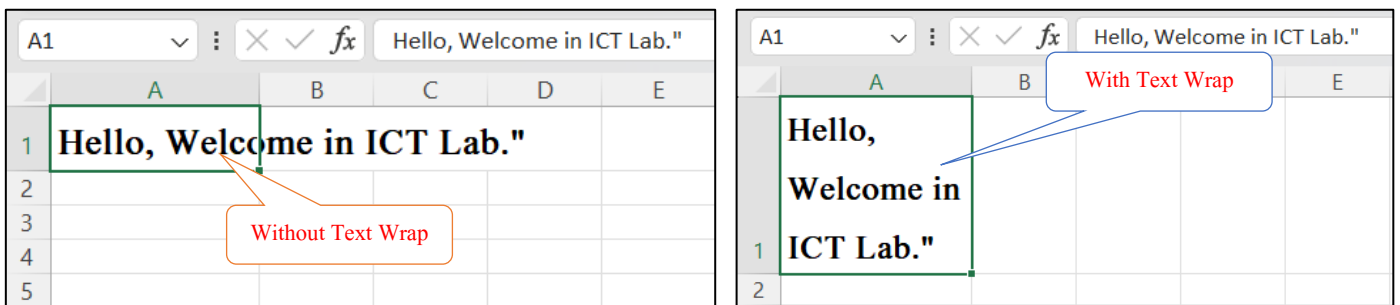 A1 fx Hello, Welcome in ICT Lab."
A B C D E
1 Hello, Welcome in ICT Lab."
2
3
4
5
Without Text Wrap
A1 fx Hello, Welcome in ICT Lab."
A B E
With Text Wrap
Hello,
Welcome in
1 ICT Lab."
2